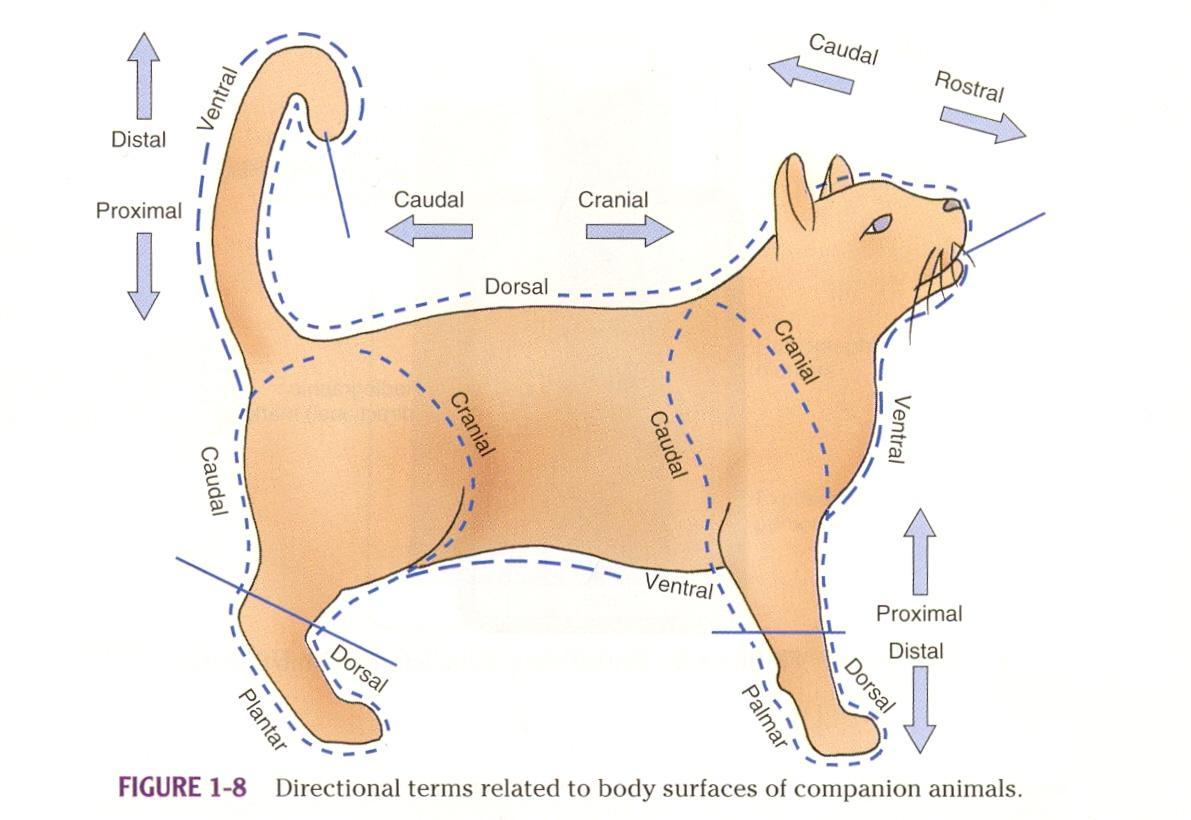 Caudal
Rostral
Ventral
Distal
Proximal
Caudal
Cranial
Dorsal
Cranial
Cranial
Caudal
Ventral
Caudal
Ventral
Proximal
Distal
Dorsal
Dorsal
Plantar
Palmar
FIGURE 1-8 Directional terms related to body surfaces of companion animals.